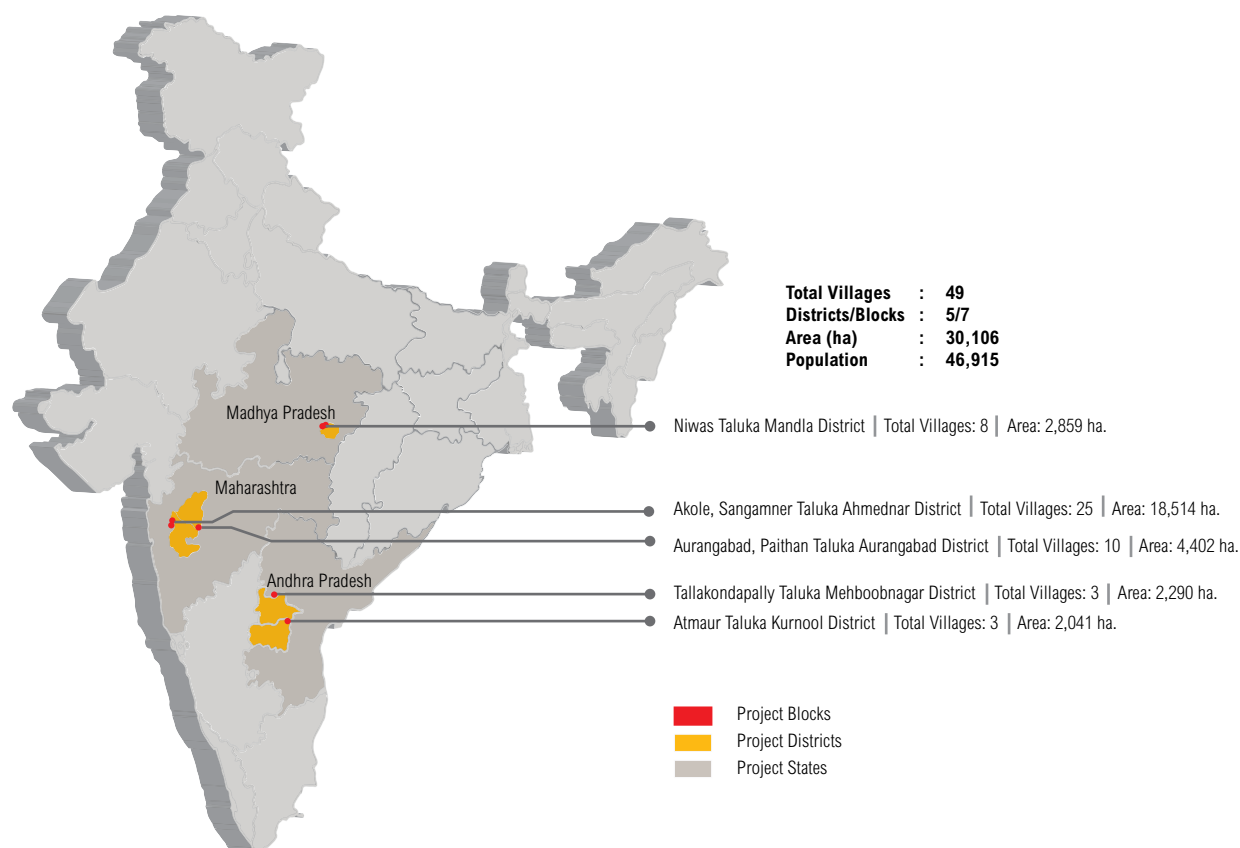 Total Villages : 49
Districts/Blocks : 5/7
Area (ha) : 30,106
Population : 46,915
Madhya Pradesh
Niwas Taluka Mandla District | Total Villages: 8 | Area: 2,859 ha.
Maharashtra
Akole, Sangamner Taluka Ahmednar District | Total Villages: 25 | Area: 18,514 ha.
Aurangabad, Paithan Taluka Aurangabad District | Total Villages: 10 | Area: 4,402 ha.
Andhra Pradesh
Tallakondapally Taluka Mehboobnagar District | Total Villages: 3 | Area: 2,290 ha.
Atmaur Taluka Kurnool District | Total Villages: 3 | Area: 2,041 ha.
Project Blocks
Project Districts
Project States